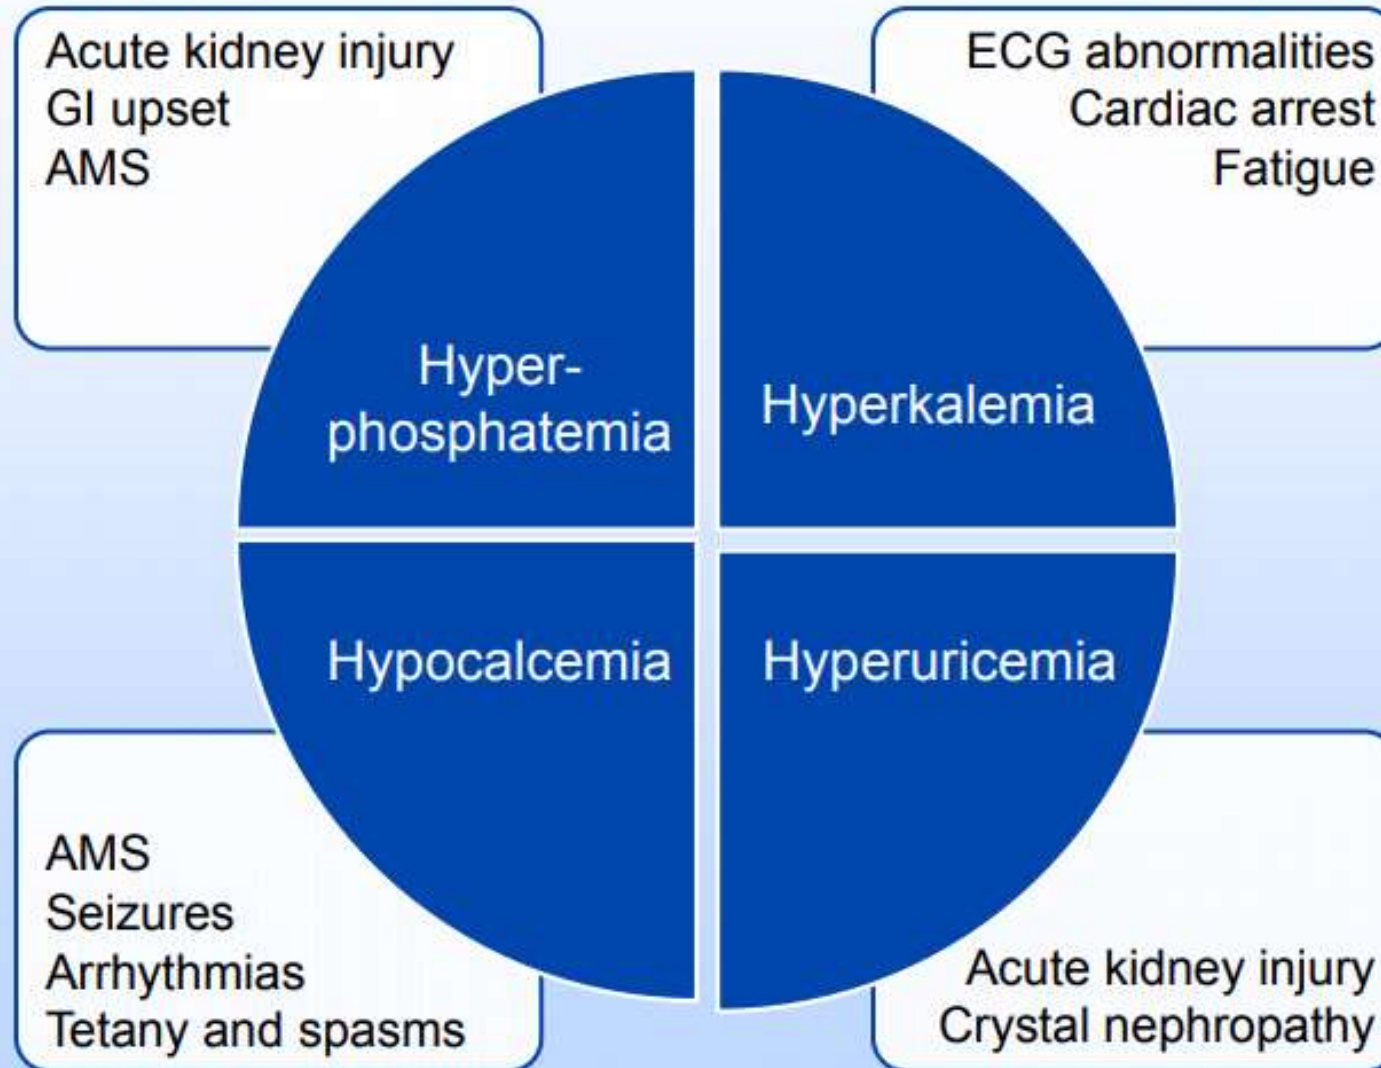 Acute kidney injury
GI upset
AMS
ECG abnormalities
Cardiac arrest
Fatigue
Hyper-
phosphatemia
Hyperkalemia
Hypocalcemia
Hyperuricemia
AMS
Seizures
Arrhythmias
Tetany and spasms
Acute kidney injury
Crystal nephropathy